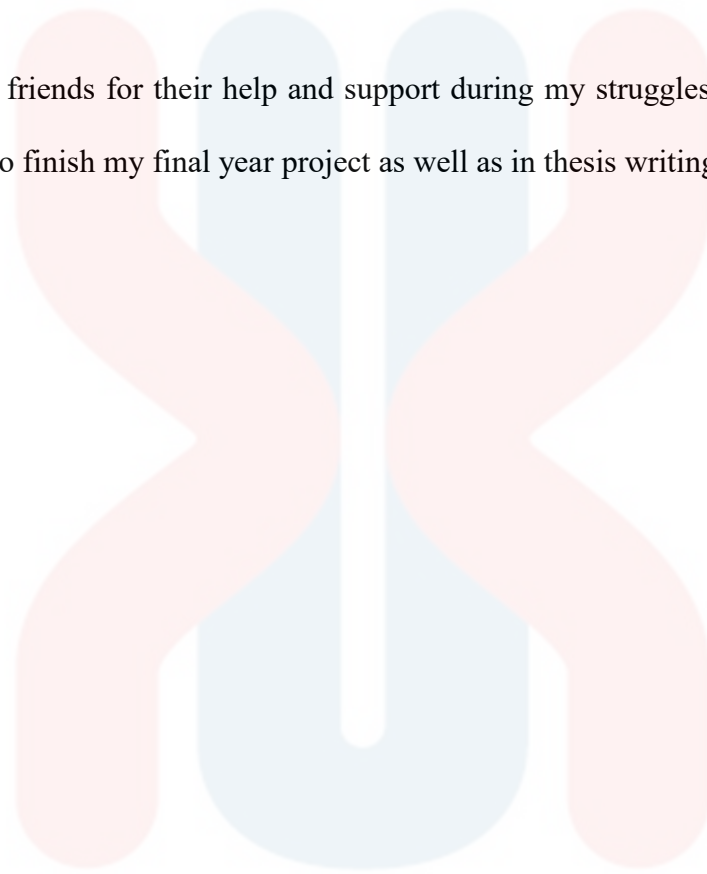 friends for their help and support during my struggles
o finish my final year project as well as in thesis writing